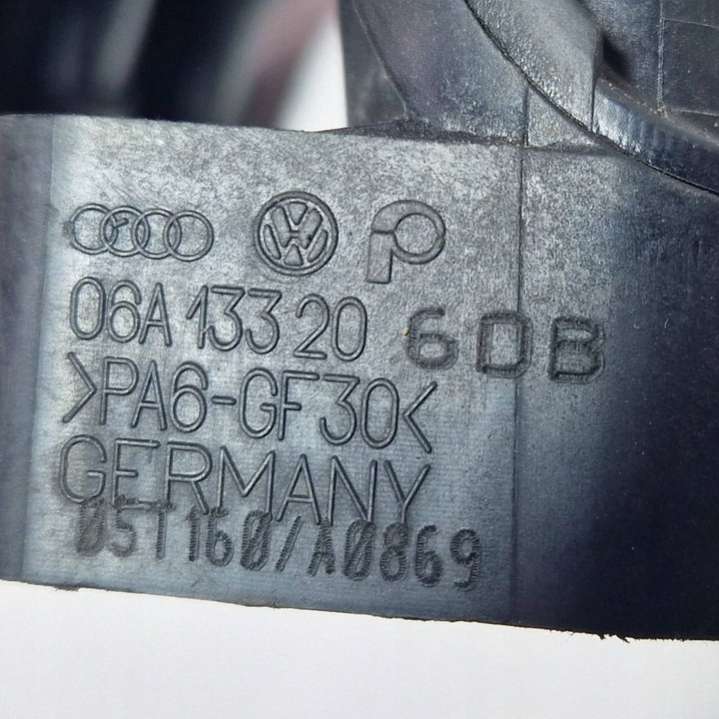 06A 133 20 6DB
>PA6-GF30<
GERMANY
05T160/A0869